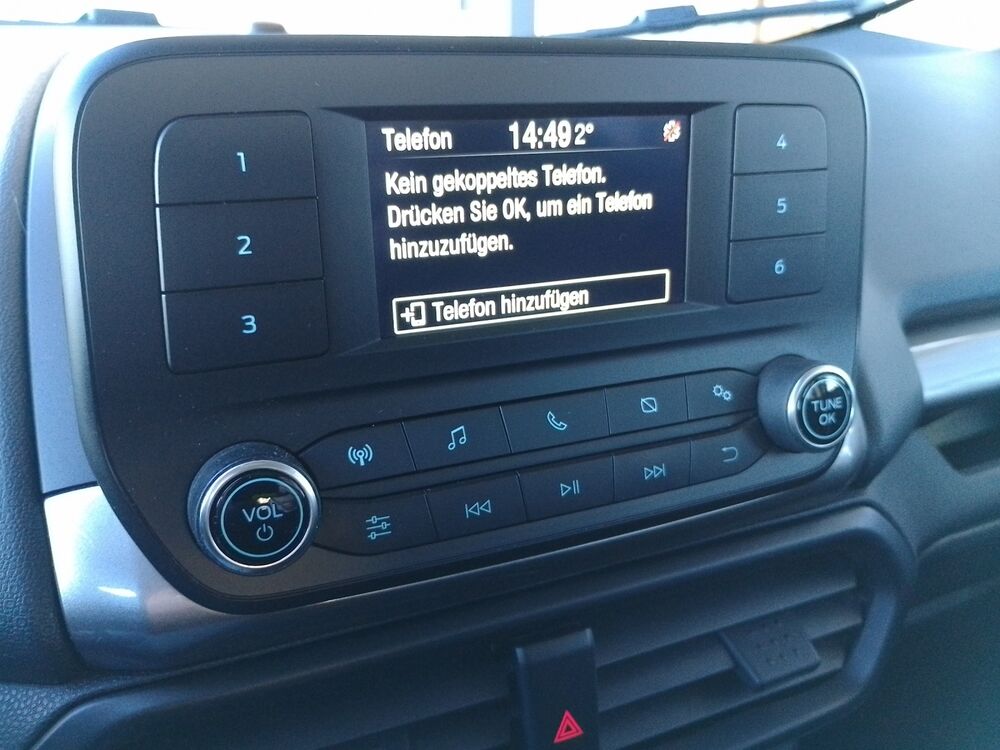 Telefon 14:49 2°
Kein gekoppeltes Telefon.
Drücken Sie OK, um ein Telefon
hinzuzufügen.
Telefon hinzufügen
1
2
3
4
5
6
VOL
TUNE
OK